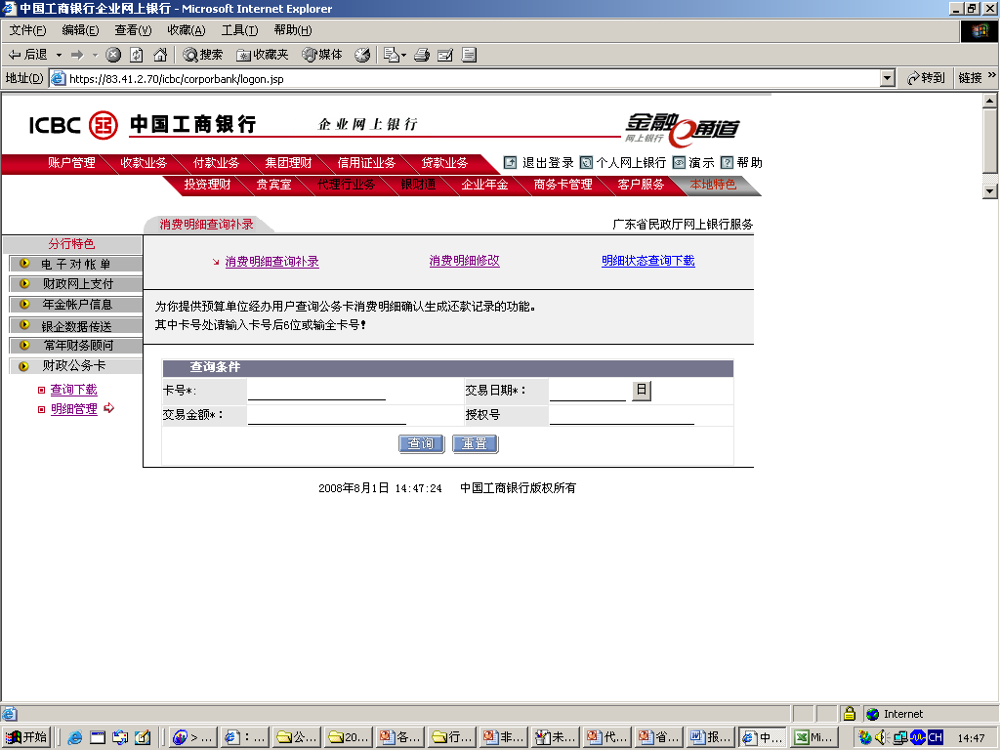 中国工商银行企业网上银行 - Microsoft Internet Explorer
文件(F) 编辑(E) 查看(V) 收藏(A) 工具(T) 帮助(H)
后退 搜索 收藏夹 媒体
地址(D) https://83.41.2.70/icbc/corporbank/logon.jsp 转到 链接 »
ICBC 中国工商银行 企业网上银行 金融e通道
网上银行
账户管理 收款业务 付款业务 集团理财 信用证业务 贷款业务 退出登录 个人网上银行 演示 帮助
投资理财 贵宾室 代理行业务 银财通 企业年金 商务卡管理 客户服务 本地特色
消费明细查询补录 广东省民政厅网上银行服务
分行特色
电子对帐单
财政网上支付
年金帐户信息
银企数据传送
常年财务顾问
财政公务卡
查询下载
明细管理
消费明细查询补录 消费明细修改 明细状态查询下载
为你提供预算单位经办用户查询公务卡消费明细确认生成还款记录的功能。
其中卡号处请输入卡号后6位或输全卡号!
查询条件
卡号*: 交易日期*： 日
交易金额*： 授权号
查询 重置
2008年8月1日 14:47:24 中国工商银行版权所有
Internet
开始 >... : ... 公... 20... 各... 行... 非... 未... 代... 省... 报... 中... Mi... CH 14:47